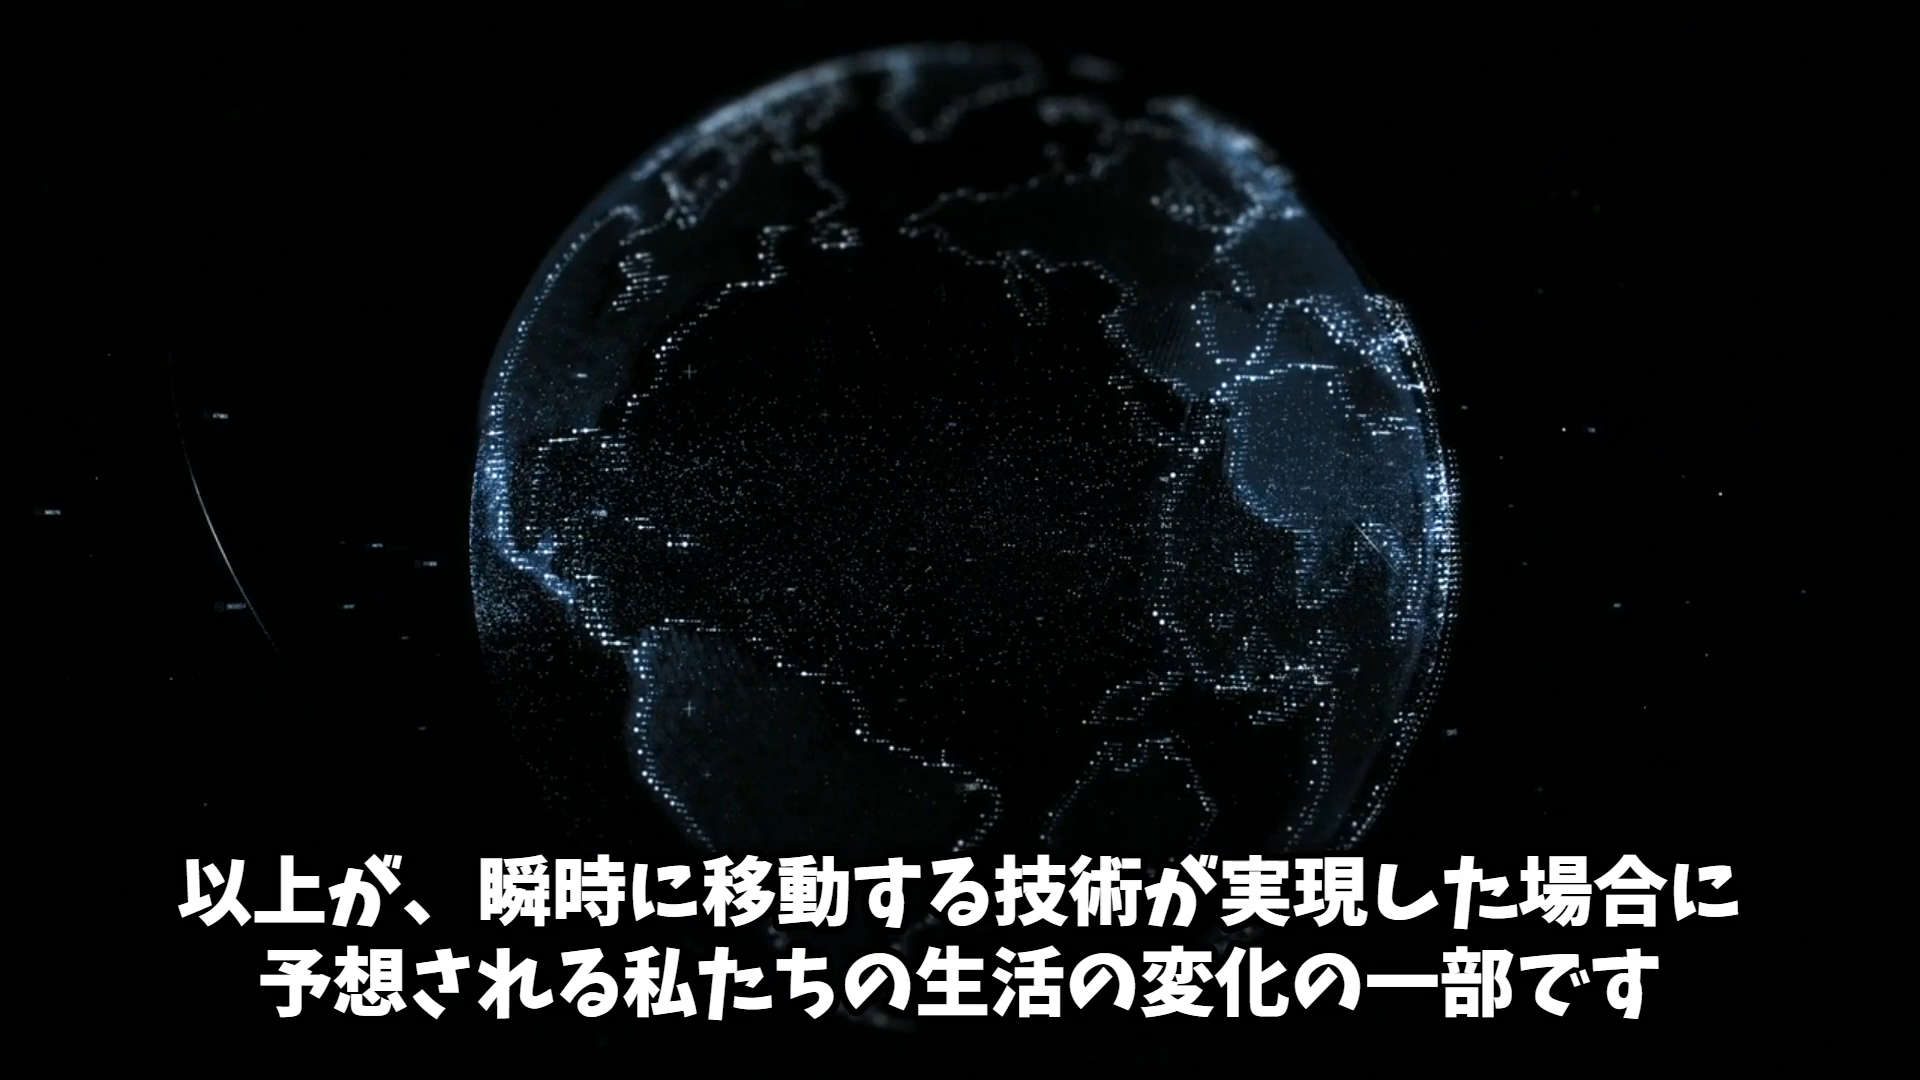 以上が、瞬時に移動する技術が実現した場合に
予想される私たちの生活の変化の一部です